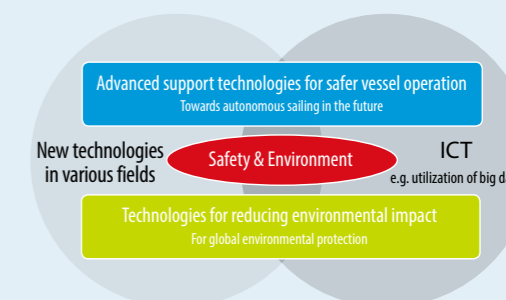 Advanced support technologies for safer vessel operation
Towards autonomous sailing in the future
New technologies
in various fields
Safety & Environment
ICT
e.g. utilization of big
Technologies for reducing environmental impact
For global environmental protection